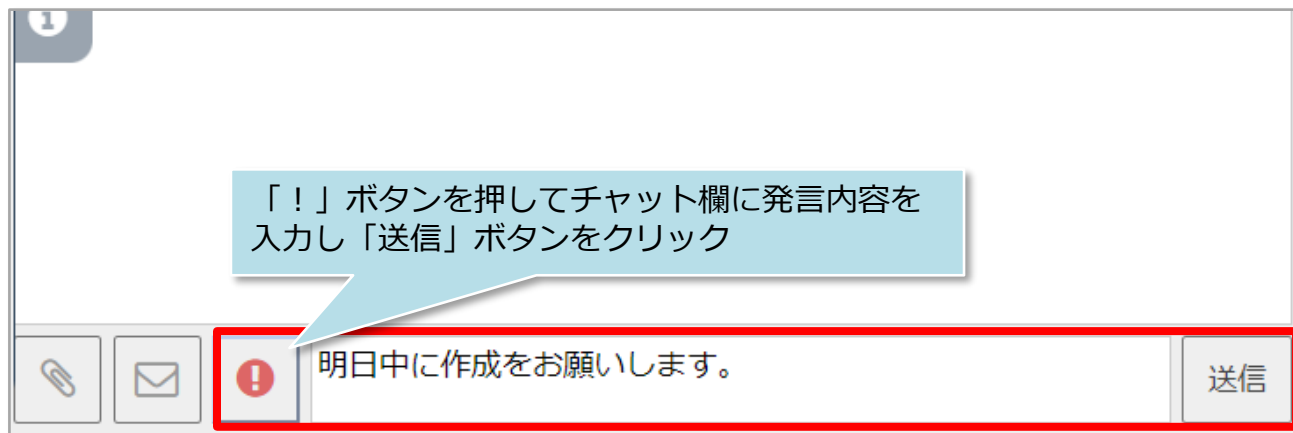 「！」ボタンを押してチャット欄に発言内容を
入力し「送信」ボタンをクリック
明日中に作成をお願いします。
送信